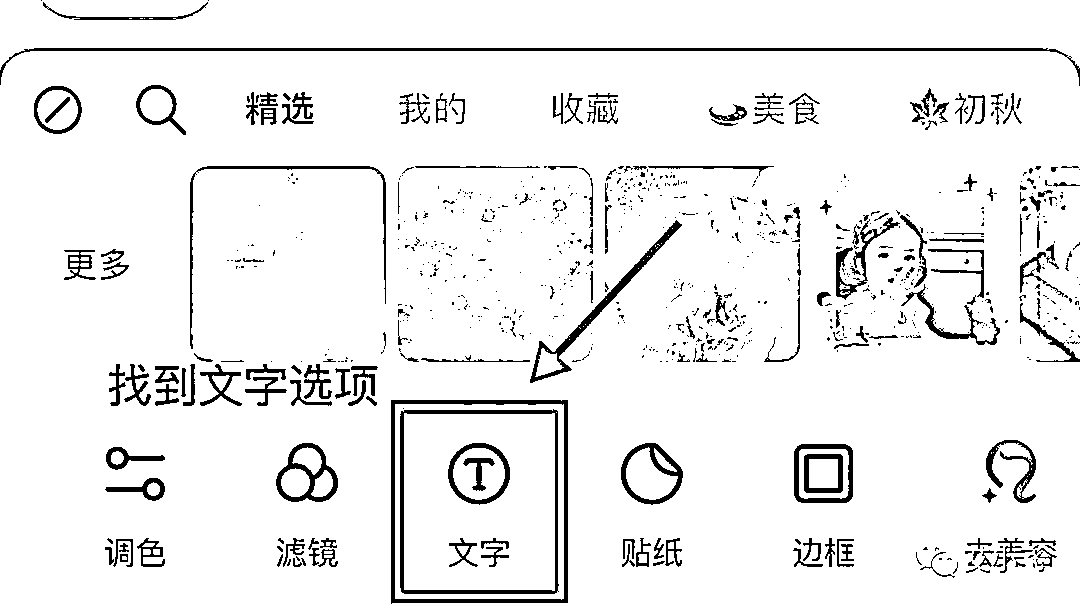 精选 我的 收藏 美食 初秋
更多
找到文字选项
调色 滤镜 文字 贴纸 边框 去美容